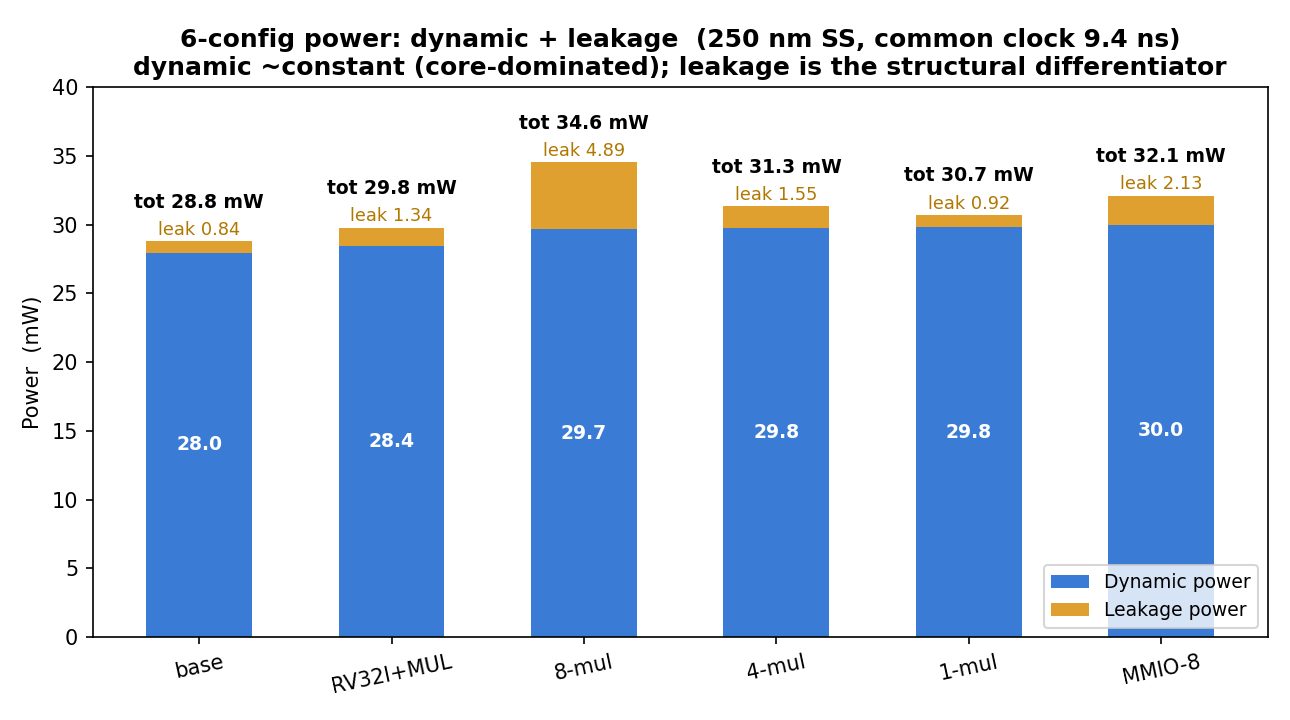 6-config power: dynamic + leakage  (250 nm SS, common clock 9.4 ns)
dynamic ~constant (core-dominated); leakage is the structural differentiator
Power  (mW)
40
35
30
25
20
15
10
5
0
tot 28.8 mW
leak 0.84
28.0
tot 29.8 mW
leak 1.34
28.4
tot 34.6 mW
leak 4.89
29.7
tot 31.3 mW
leak 1.55
29.8
tot 30.7 mW
leak 0.92
29.8
tot 32.1 mW
leak 2.13
30.0
Dynamic power
Leakage power
base
RV32I+MUL
8-mul
4-mul
1-mul
MMIO-8